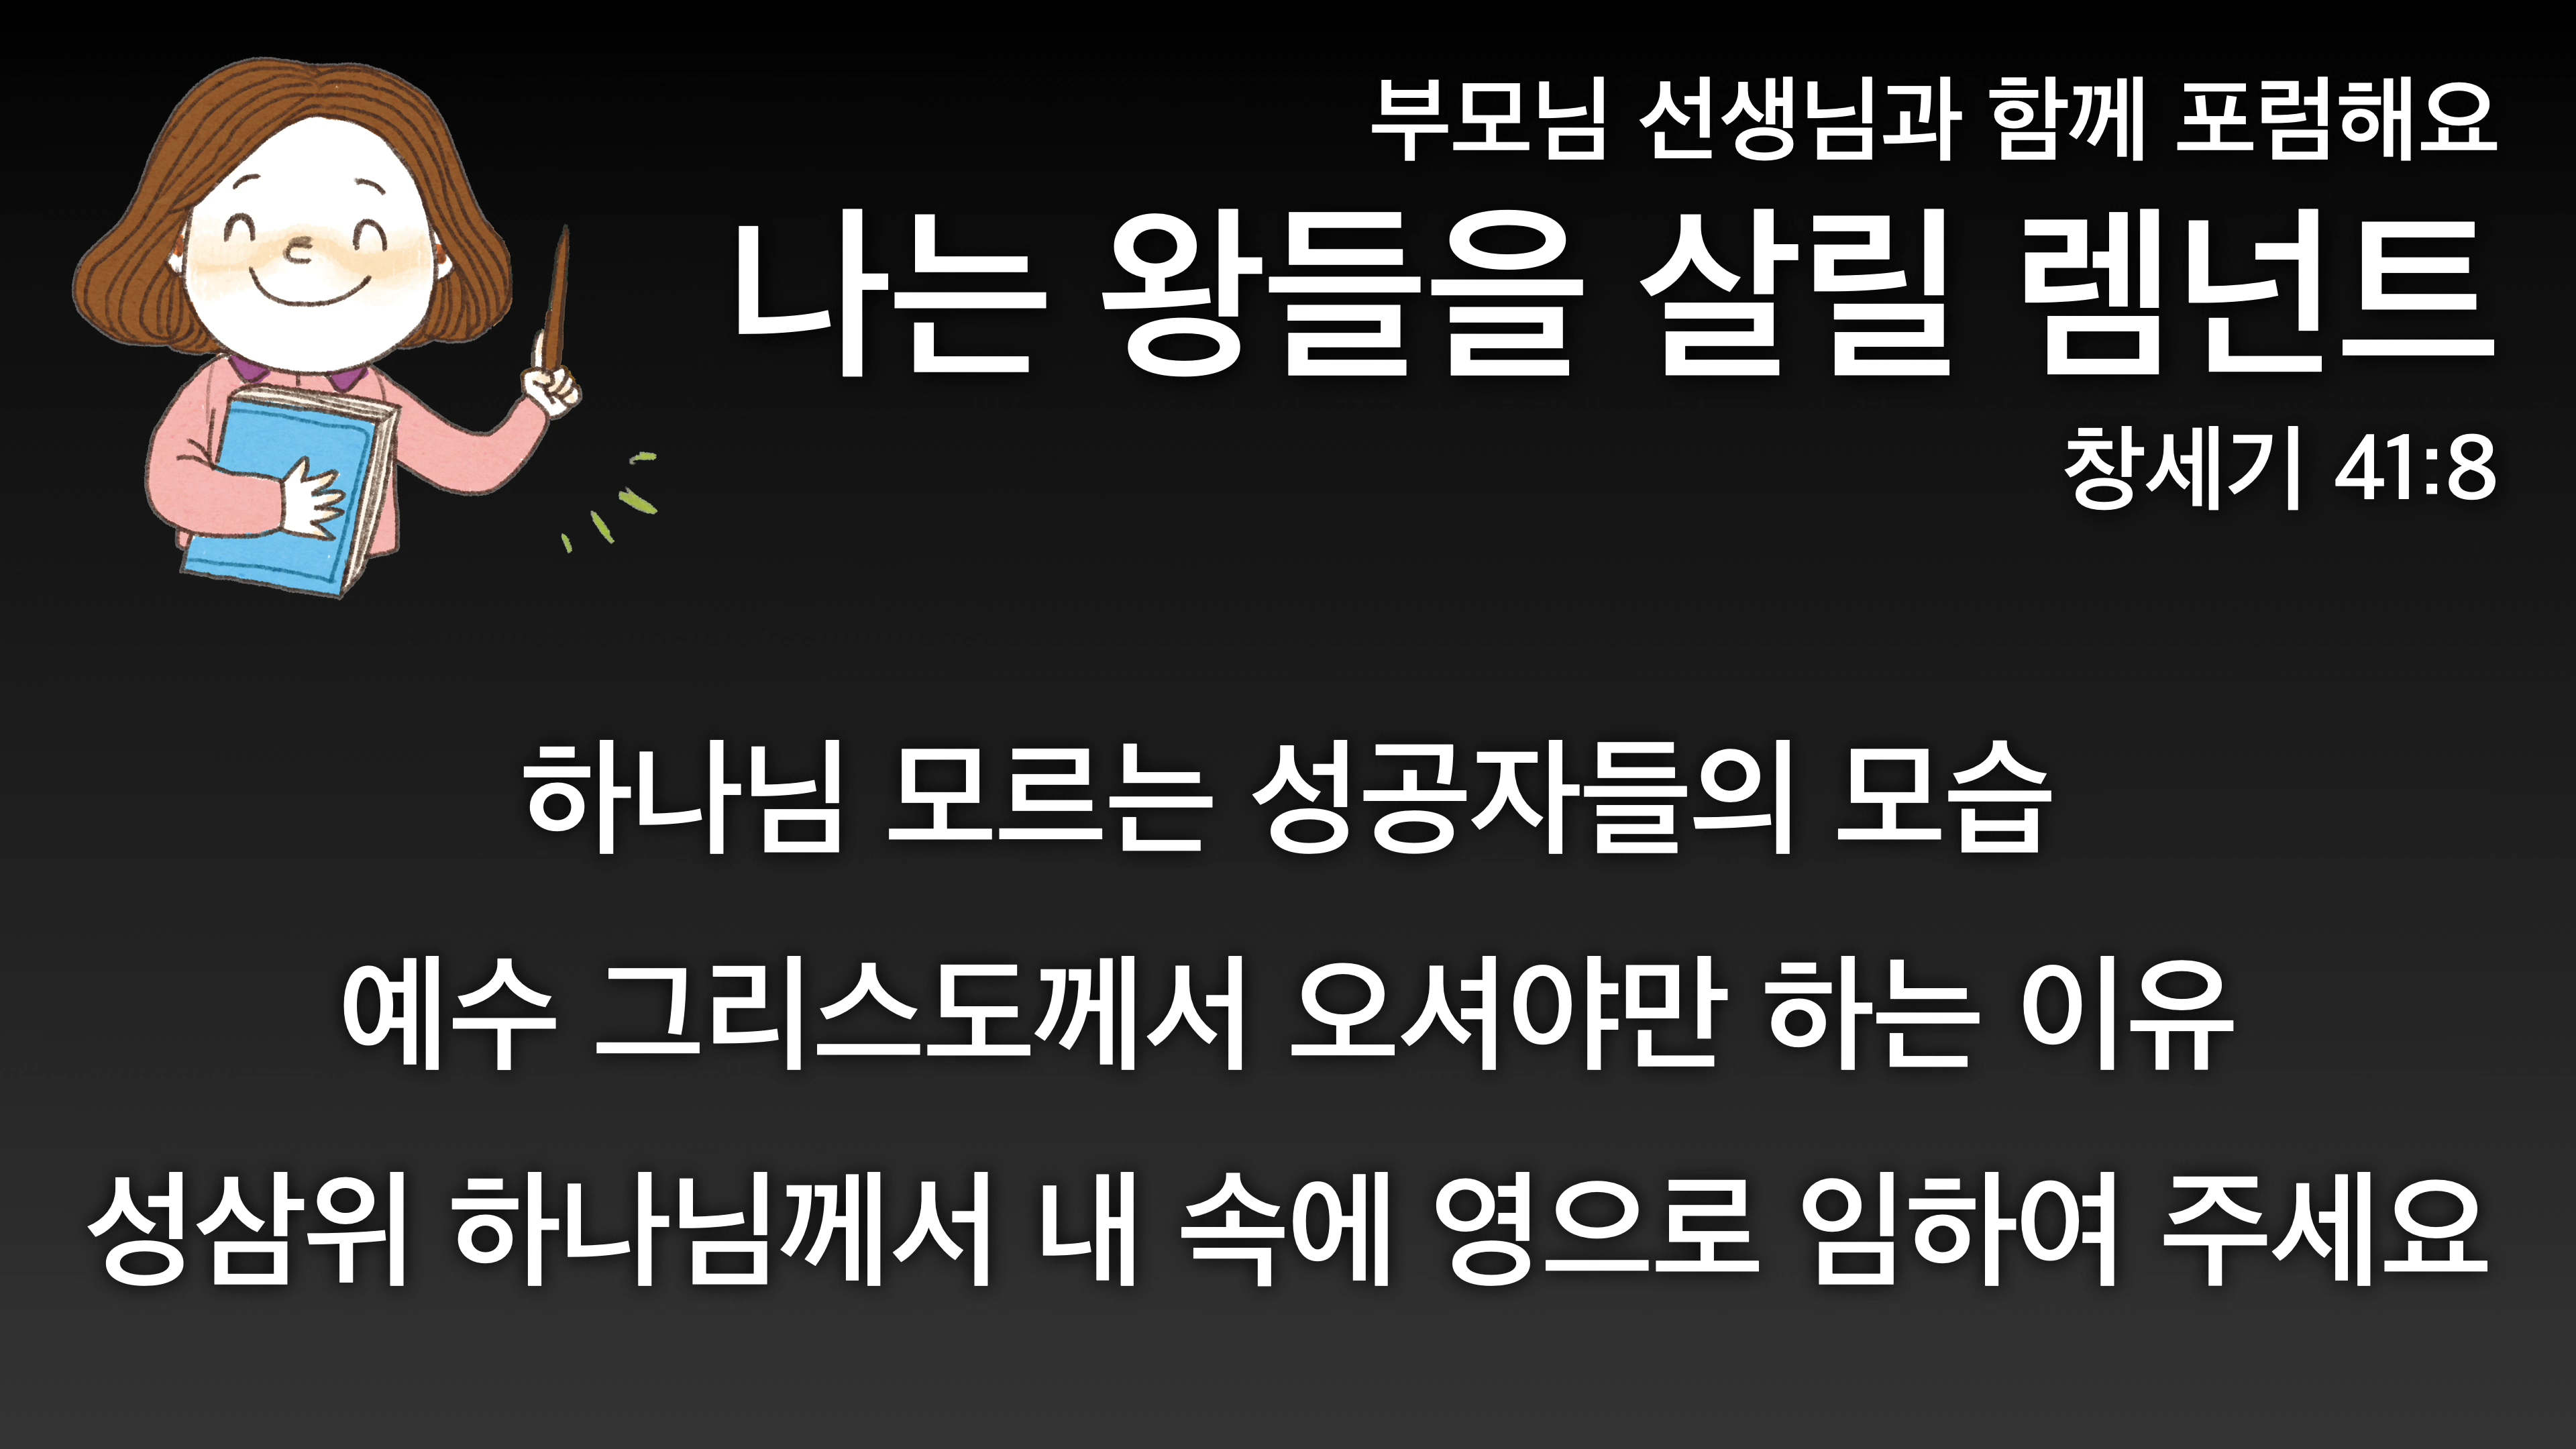 부모님 선생님과 함께 포럼해요
나는 왕들을 살릴 렘넌트
창세기 41:8
하나님 모르는 성공자들의 모습
예수 그리스도께서 오셔야만 하는 이유
성삼위 하나님께서 내 속에 영으로 임하여 주세요